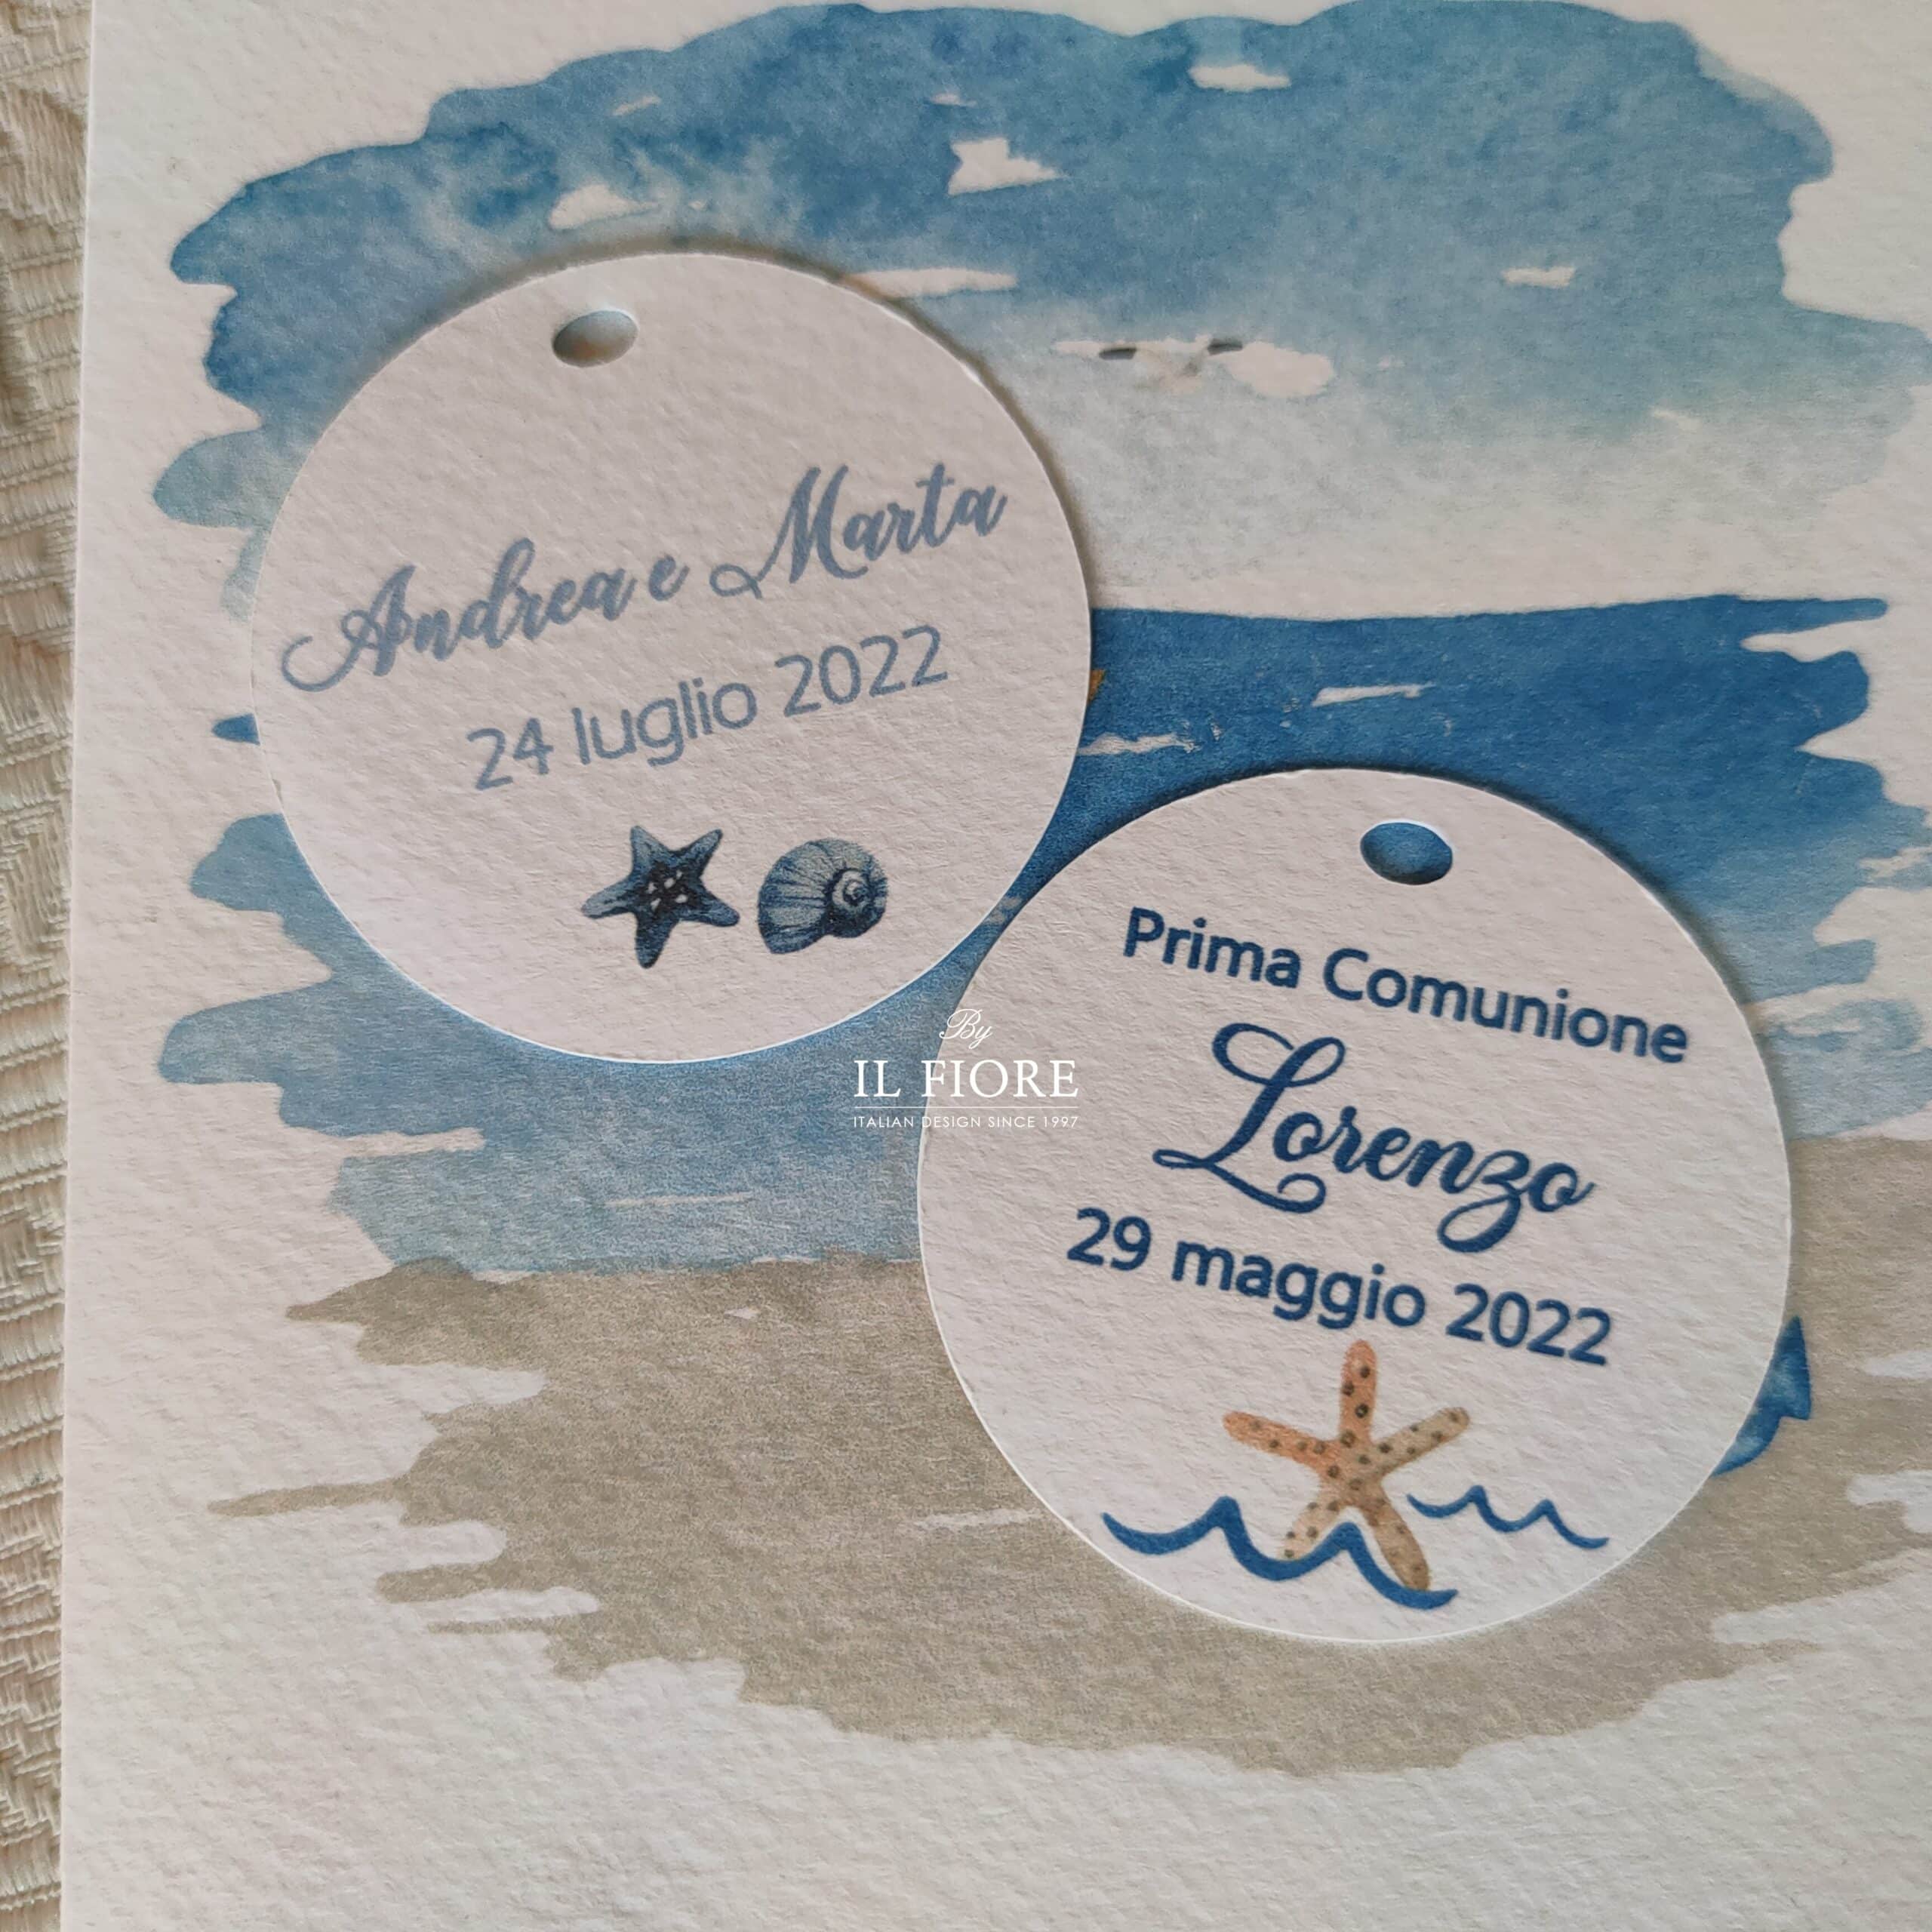 Andrea e Marta
24 luglio 2022
By
IL FIORE
ITALIAN DESIGN SINCE 1997
Prima Comunione
Lorenzo
29 maggio 2022